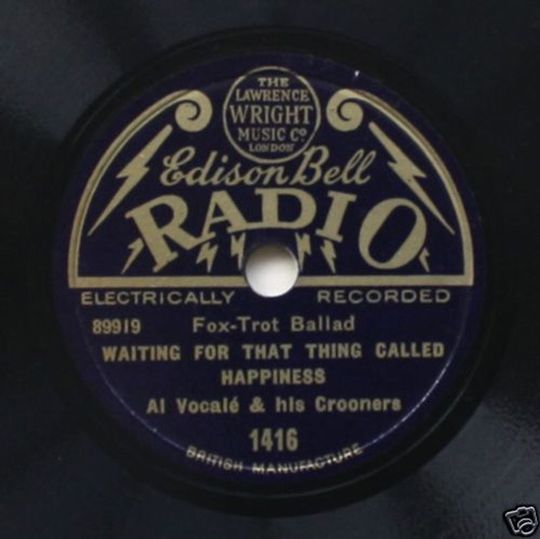 THE
LAWRENCE
WRIGHT
MUSIC Co
LONDON
Edison Bell
RADIO
ELECTRICALLY RECORDED
89919 Fox-Trot Ballad
WAITING FOR THAT THING CALLED
HAPPINESS
Al Vocalé & his Crooners
1416
BRITISH MANUFACTURE